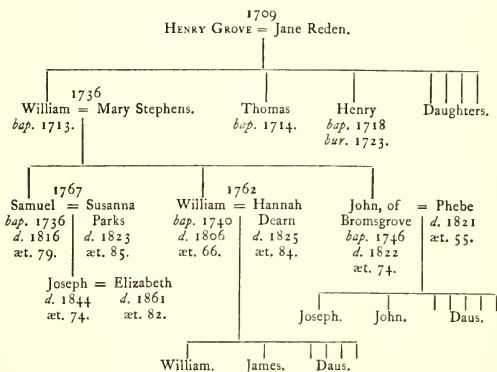 1709
HENRY GROVE = Jane Reden.
1736
William = Mary Stephens.
bap. 1713.
Thomas
bap. 1714.
Henry
bap. 1718
bur. 1723.
Daughters.
1767
Samuel = Susanna
bap. 1736 Parks
d. 1816 d. 1823
æt. 79. æt. 85.
1762
William = Hannah
bap. 1740 Dearn
d. 1806 d. 1825
æt. 66. æt. 84.
John, of = Phebe
Bromsgrove d. 1821
bap. 1746 æt. 55.
d. 1822
æt. 74.
Joseph = Elizabeth
d. 1844 d. 1861
æt. 74. æt. 82.
Joseph. John. Daus.
William. James. Daus.